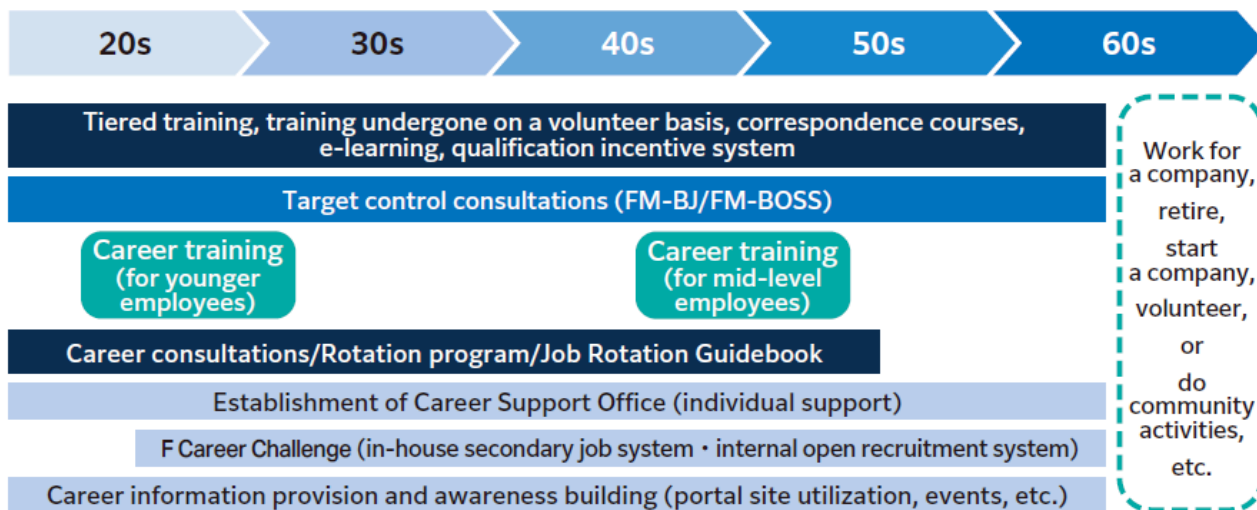 20s
30s
40s
50s
60s
Tiered training, training undergone on a volunteer basis, correspondence courses,
e-learning, qualification incentive system
Target control consultations (FM-BJ/FM-BOSS)
Career training
(for younger
employees)
Career training
(for mid-level
employees)
Career consultations/Rotation program/Job Rotation Guidebook
Establishment of Career Support Office (individual support)
F Career Challenge (in-house secondary job system・internal open recruitment system)
Career information provision and awareness building (portal site utilization, events, etc.)
Work for
a company,
retire,
start
a company,
volunteer,
or
do
community
activities,
etc.